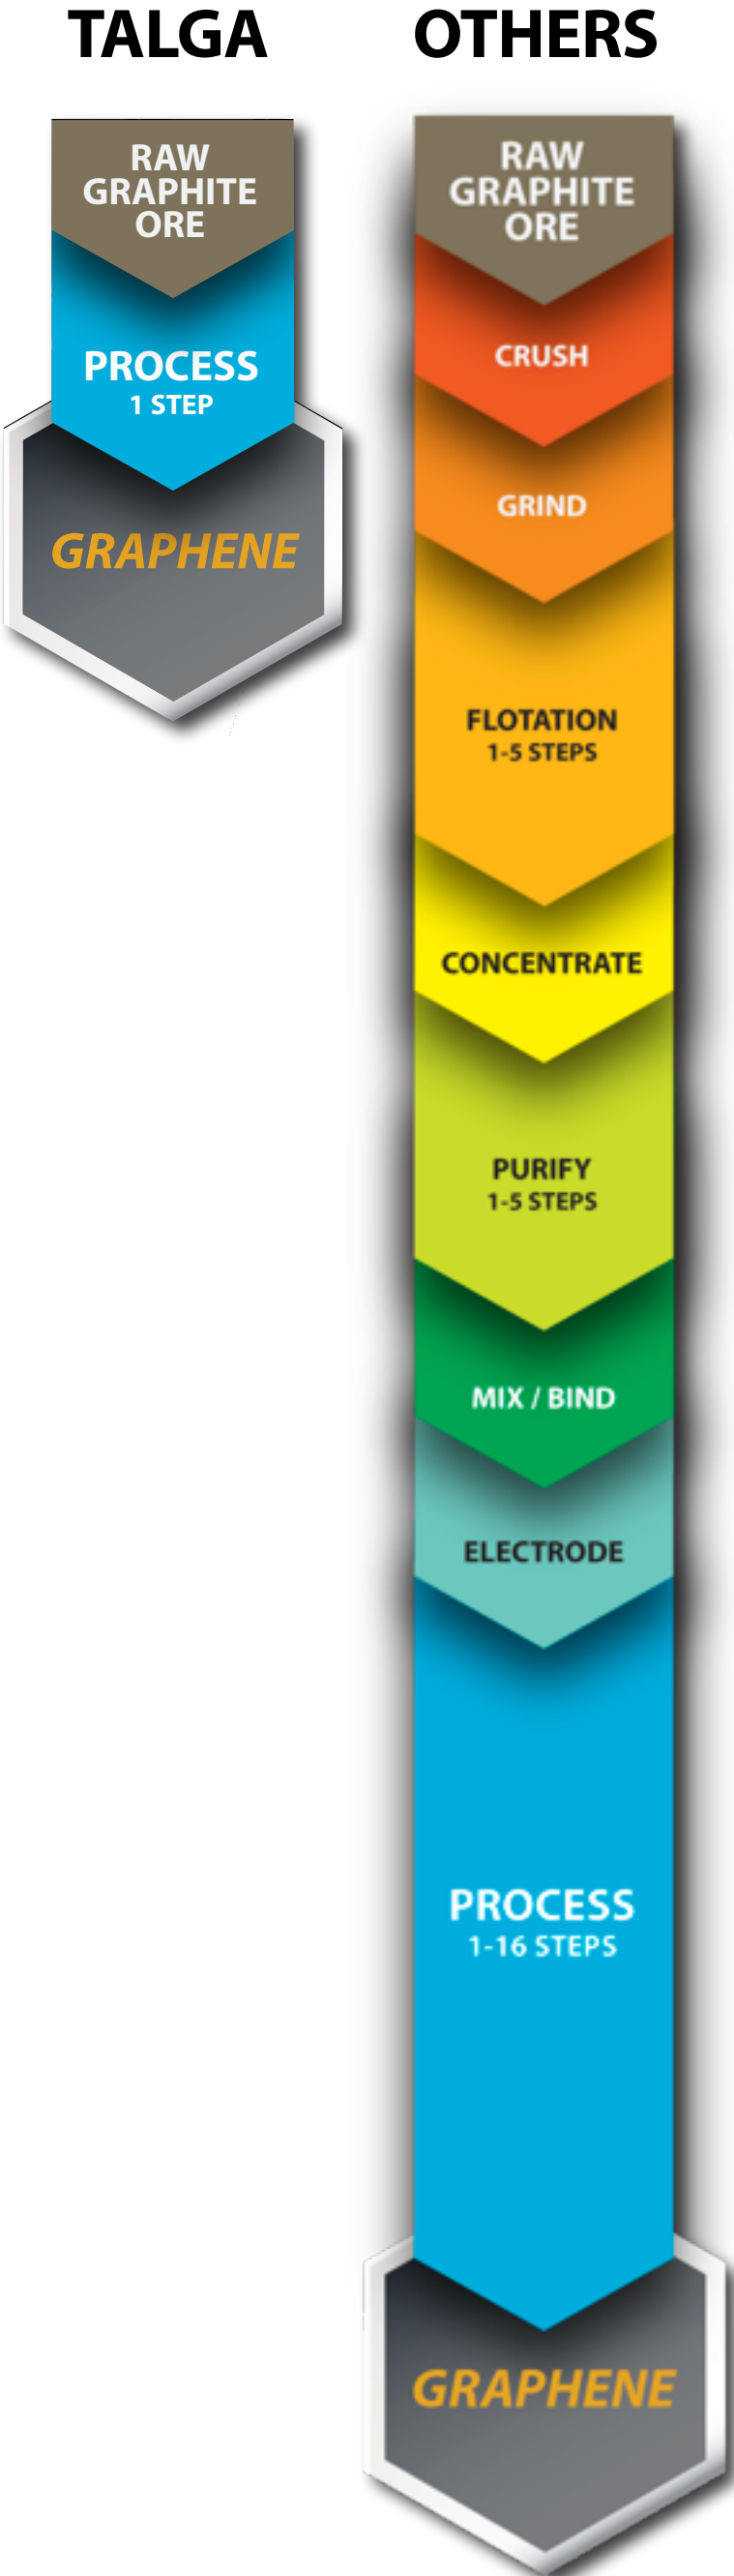 TALGA
RAW
GRAPHITE
ORE
PROCESS
1 STEP
GRAPHENE
OTHERS
RAW
GRAPHITE
ORE
CRUSH
GRIND
FLOTATION
1-5 STEPS
CONCENTRATE
PURIFY
1-5 STEPS
MIX / BIND
ELECTRODE
PROCESS
1-16 STEPS
GRAPHENE